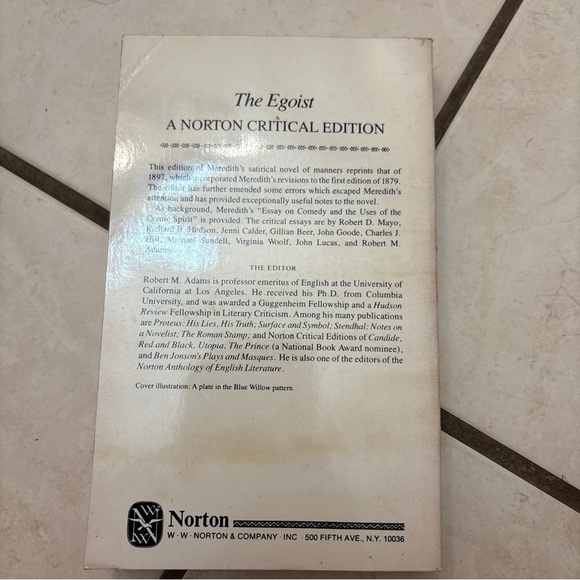 The Egoist
A NORTON CRITICAL EDITION
This edition of Meredith's satirical novel of manners reprints that of
1897, which incorporated Meredith's revisions to the first edition of 1879.
The editor has further emended some errors which escaped Meredith's
attention and has provided exceptionally useful notes to the novel.
As background, Meredith's "Essay on Comedy and the Uses of the
Comic Spirit" is provided. The critical essays are by Robert D. Mayo,
Richard B. Hudson, Jenni Calder, Gillian Beer, John Goode, Charles J.
Hill, Michael Sundell, Virginia Woolf, John Lucas, and Robert M.
Adams.
THE EDITOR
Robert M. Adams is professor emeritus of English at the University of
California at Los Angeles. He received his Ph.D. from Columbia
University, and was awarded a Guggenheim Fellowship and a Hudson
Review Fellowship in Literary Criticism. Among his many publications
are Proteus: His Lies, His Truth; Surface and Symbol; Stendhal: Notes on
a Novelist; The Roman Stamp; and Norton Critical Editions of Candide,
Red and Black, Utopia, The Prince (a National Book Award nominee),
and Ben Jonson's Plays and Masques. He is also one of the editors of the
Norton Anthology of English Literature.
Cover illustration: A plate in the Blue Willow pattern.
Norton
W·W·NORTON & COMPANY·INC·500 FIFTH AVE., N.Y. 10036